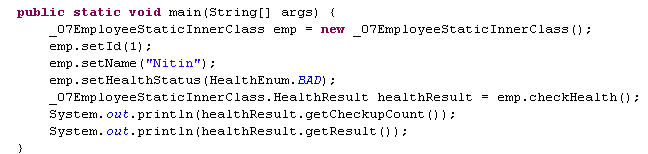 public static void main(String[] args) {
_07EmployeeStaticInnerClass emp = new _07EmployeeStaticInnerClass();
emp.setId(1);
emp.setName("Nitin");
emp.setHealthStatus(HealthEnum.BAD);
_07EmployeeStaticInnerClass.HealthResult healthResult = emp.checkHealth();
System.out.println(healthResult.getCheckupCount());
System.out.println(healthResult.getResult());
}